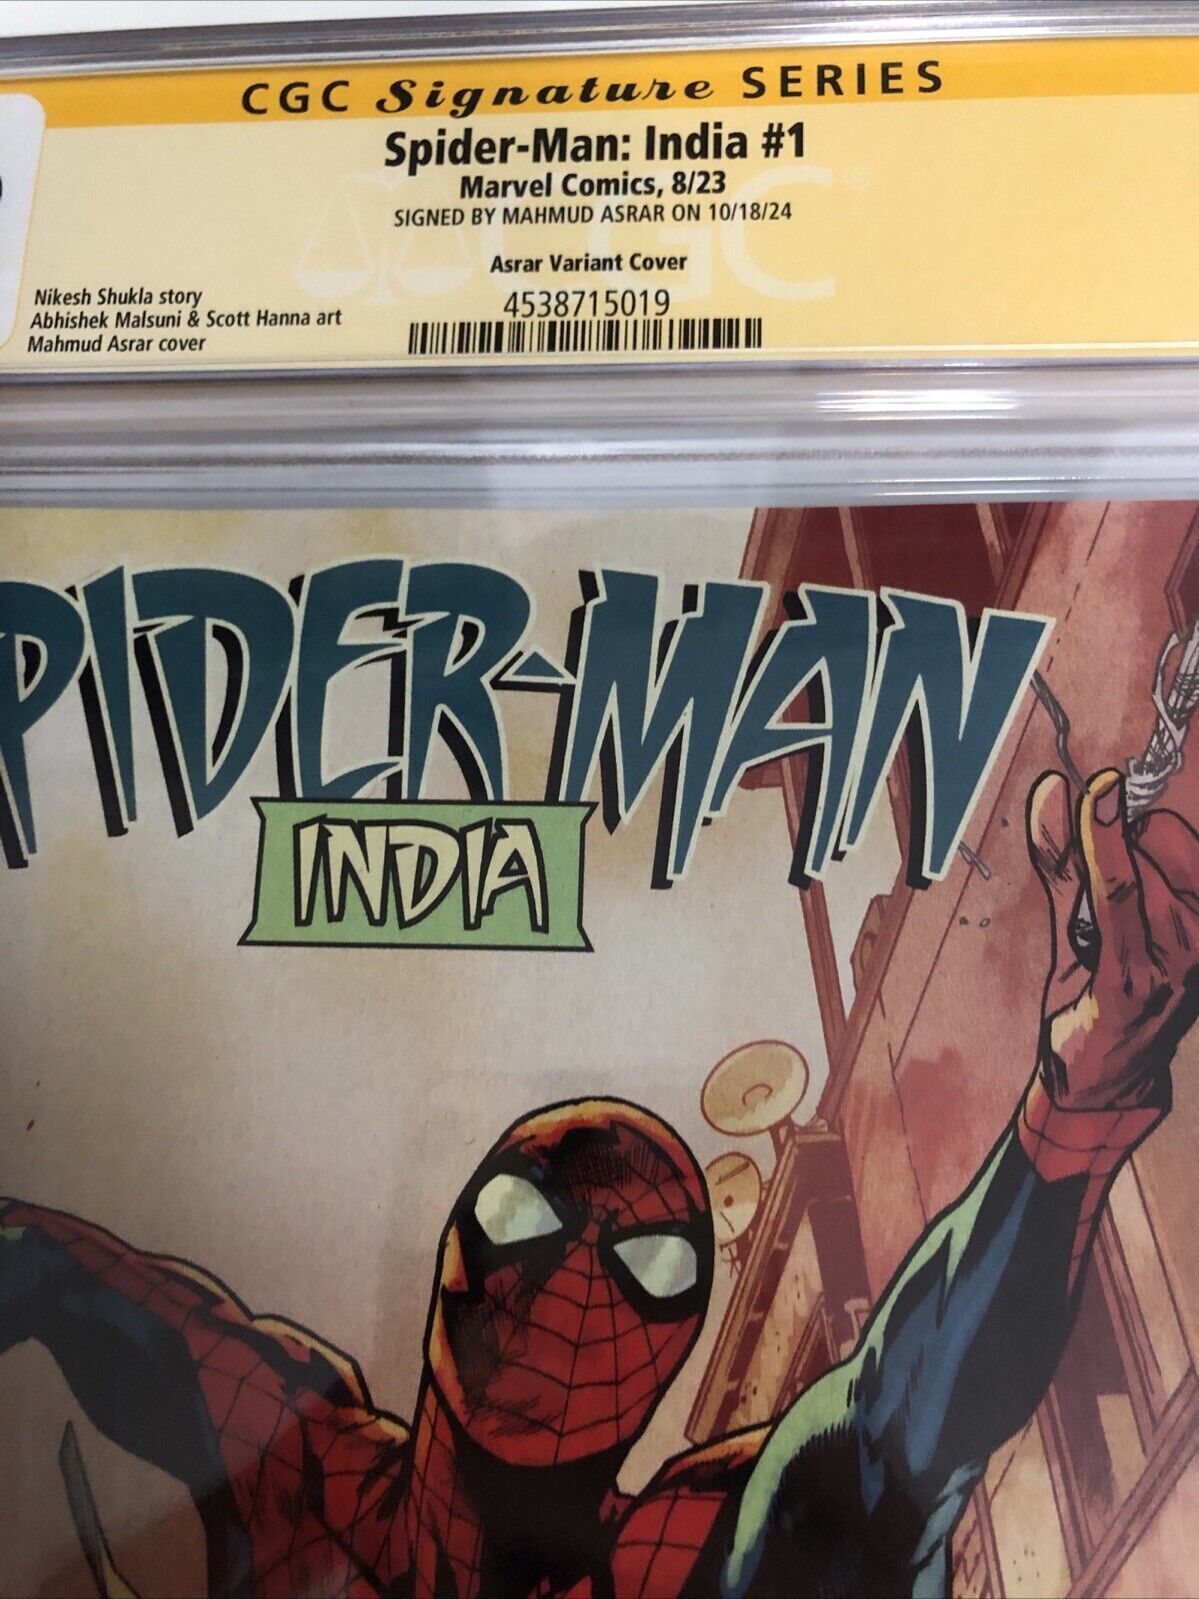 CGC Signature SERIES
Spider-Man: India #1
Marvel Comics, 8/23
SIGNED BY MAHMUD ASRAR ON 10/18/24
Asrar Variant Cover
Nikesh Shukla story
Abhishek Malsuni & Scott Hanna art
Mahmud Asrar cover
4538715019
CGC
PIDER-MAN
INDIA